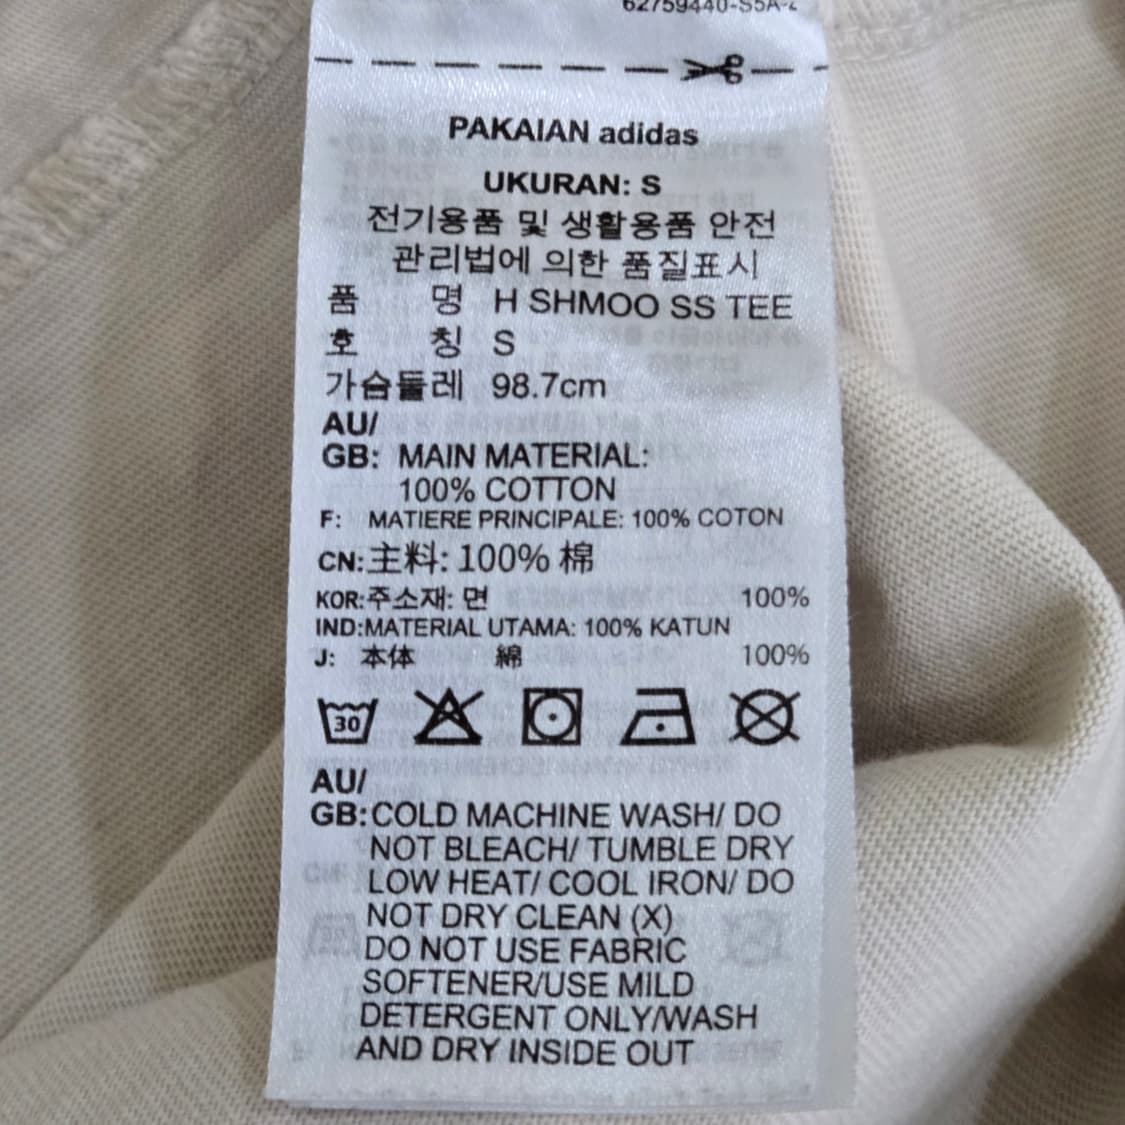 62759440-S5A-2
PAKAIAN adidas
UKURAN: S
전기용품 및 생활용품 안전
관리법에 의한 품질표시
품 명 H SHMOO SS TEE
호 칭 S
가슴둘레 98.7cm
AU/
GB: MAIN MATERIAL:
100% COTTON
F: MATIERE PRINCIPALE: 100% COTON
CN:主料: 100% 棉
KOR:주소재: 면 100%
IND:MATERIAL UTAMA: 100% KATUN
J: 本体 綿 100%
30
AU/
GB:COLD MACHINE WASH/ DO
NOT BLEACH/ TUMBLE DRY
LOW HEAT/ COOL IRON/ DO
NOT DRY CLEAN (X)
DO NOT USE FABRIC
SOFTENER/USE MILD
DETERGENT ONLY/WASH
AND DRY INSIDE OUT